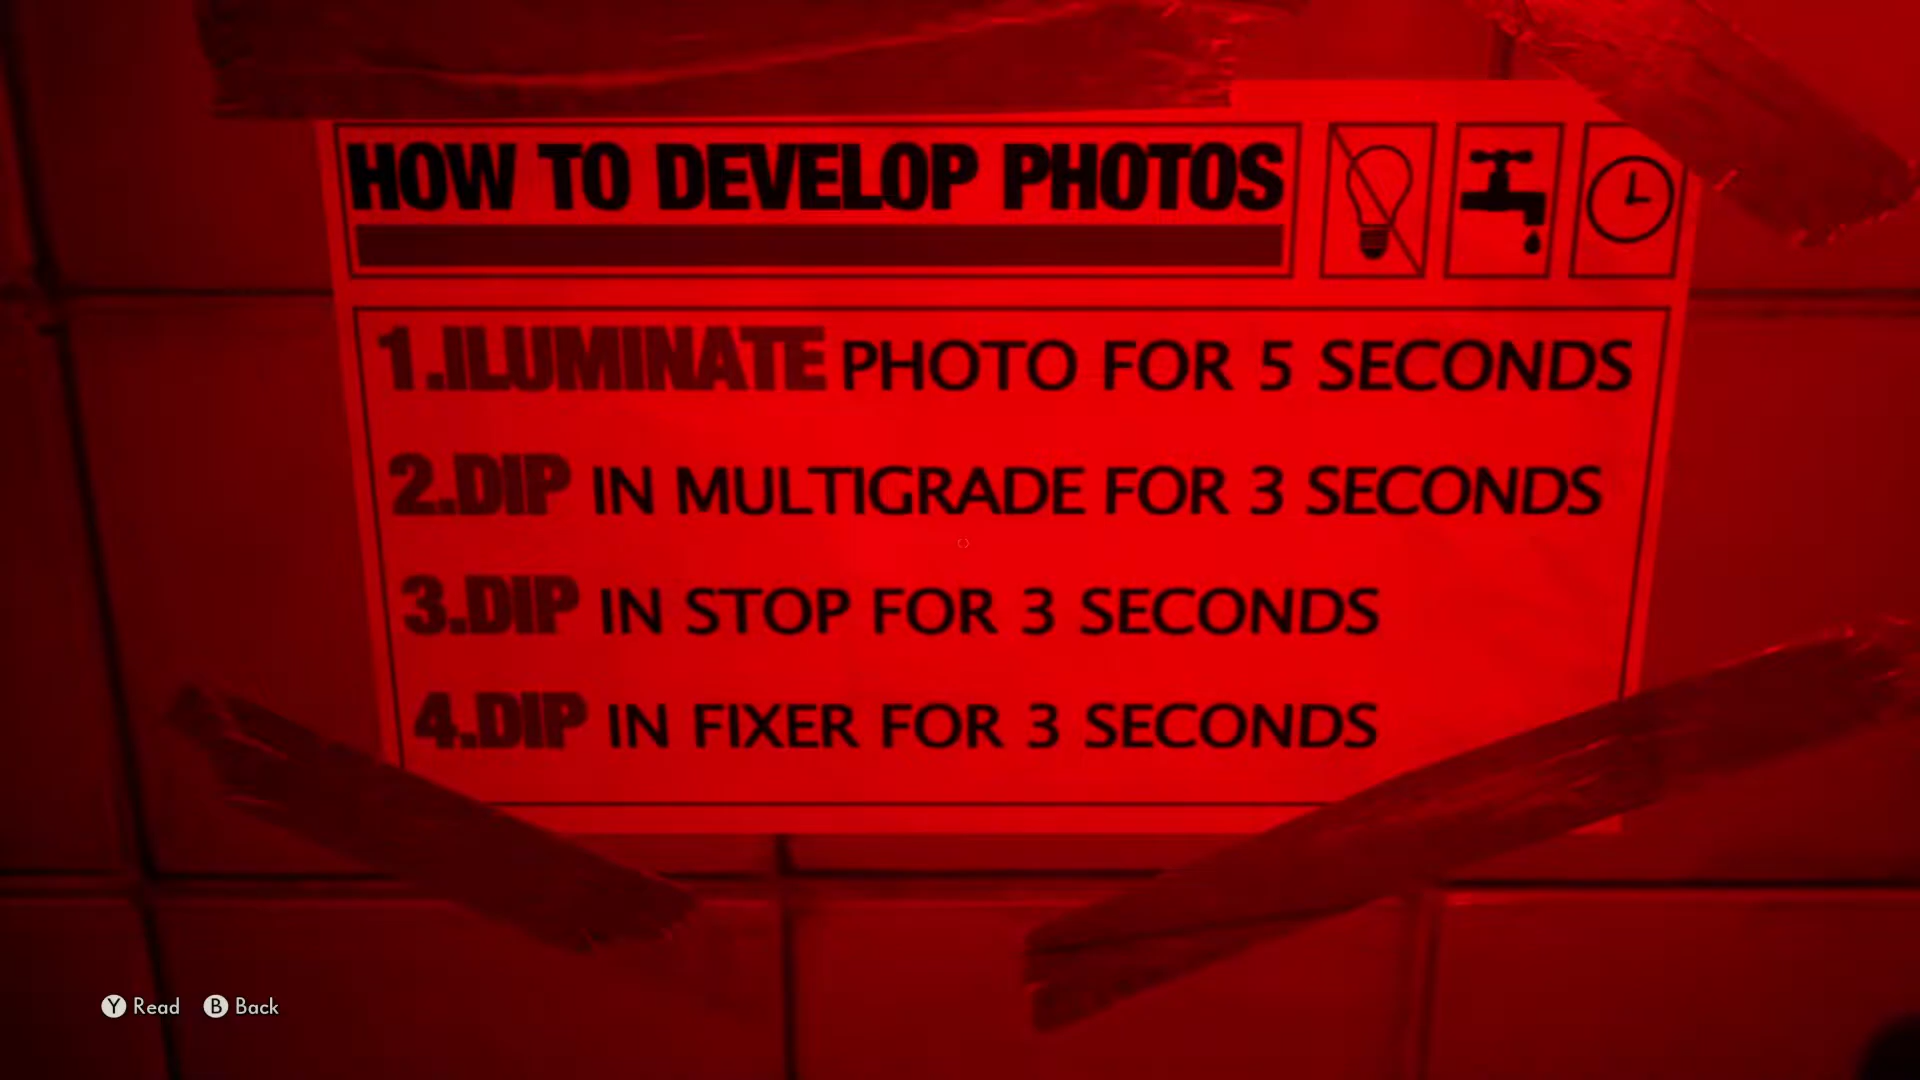 HOW TO DEVELOP PHOTOS
1.ILUMINATE PHOTO FOR 5 SECONDS
2.DIP IN MULTIGRADE FOR 3 SECONDS
3.DIP IN STOP FOR 3 SECONDS
4.DIP IN FIXER FOR 3 SECONDS
Y Read B Back